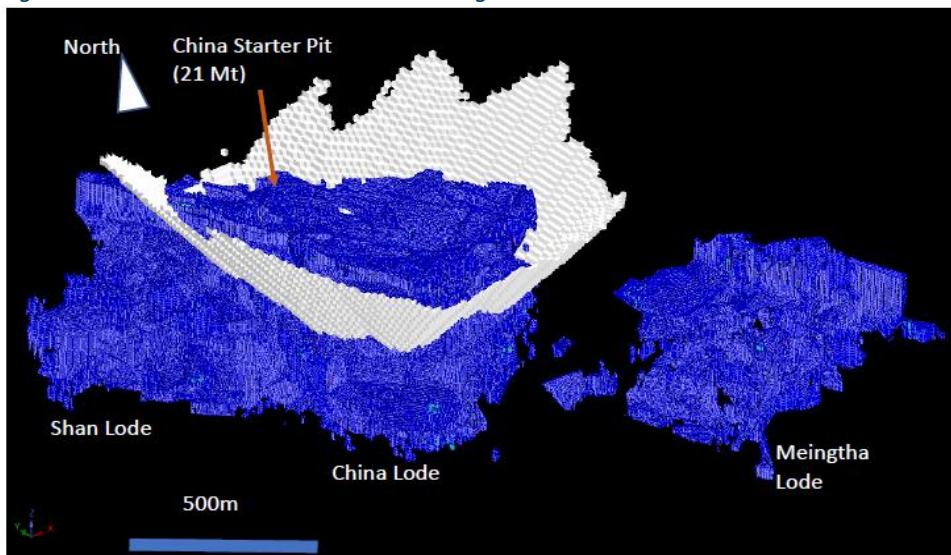 North
China Starter Pit
(21 Mt)
Shan Lode
China Lode
Meingtha
Lode
500m
Z
Y
X